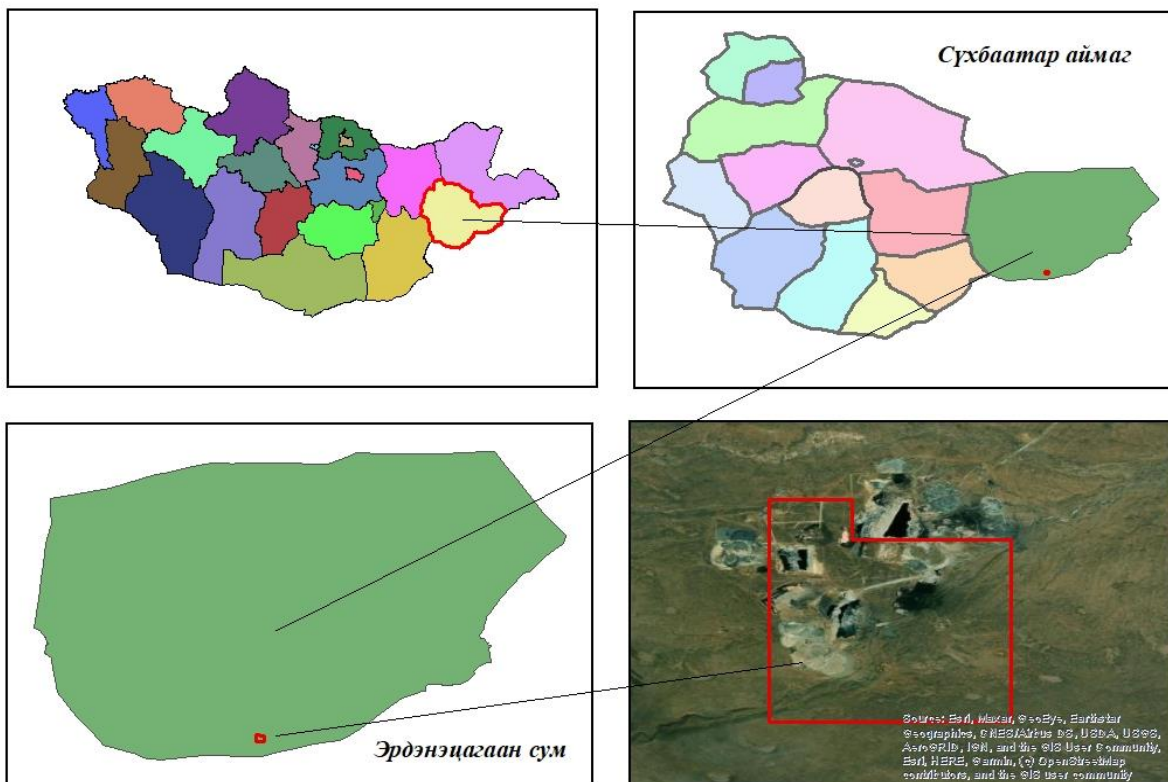 Сүхбаатар аймаг
Эрдэнэцагаан сум
Source: Esri, Maxar, GeoEye, Earthstar
Geographics, CNES/Airbus DS, USDA, USGS,
AeroGRID, IGN, and the GIS User Community,
Esri, HERE, Garmin, (c) OpenStreetMap
contributors, and the GIS user community